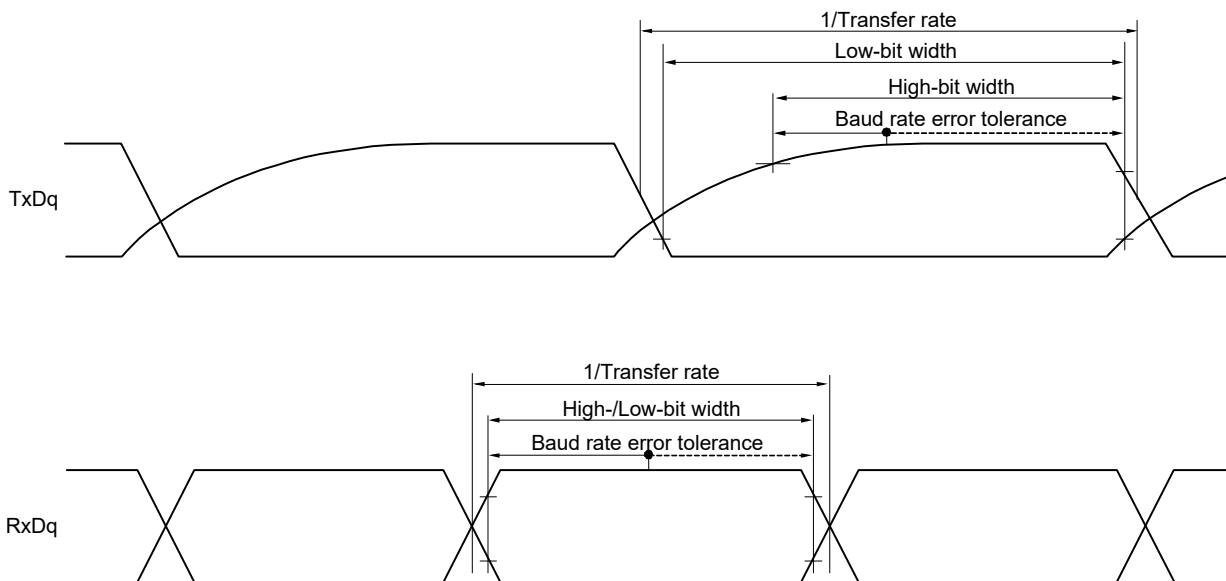 1/Transfer rate
Low-bit width
High-bit width
Baud rate error tolerance
TxDq
1/Transfer rate
High-/Low-bit width
Baud rate error tolerance
RxDq